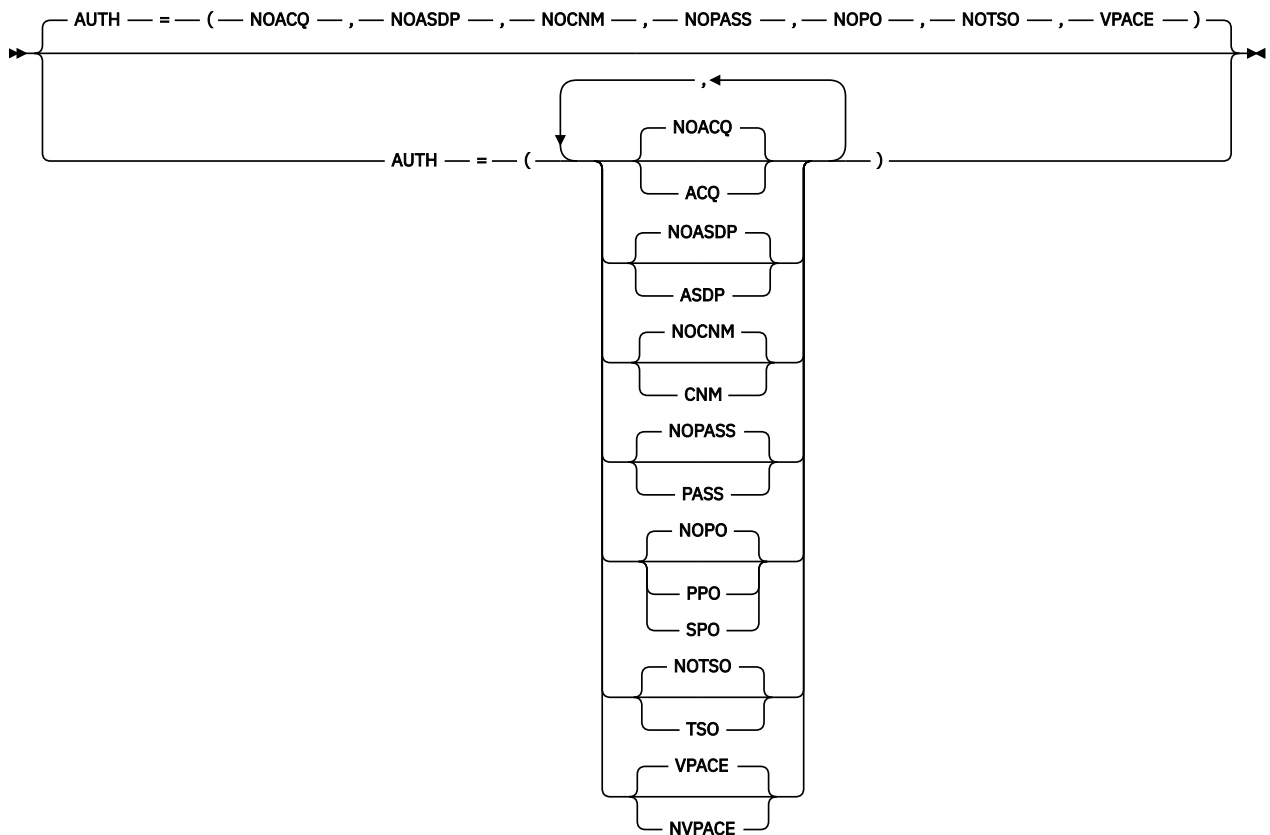 AUTH = ( NOACQ , NOASDP , NOCNM , NOPASS , NOPO , NOTSO , VPACE )
,
NOACQ
AUTH = ( )
ACQ
NOASDP
ASDP
NOCNM
CNM
NOPASS
PASS
NOPO
PPO
SPO
NOTSO
TSO
VPACE
NVPACE